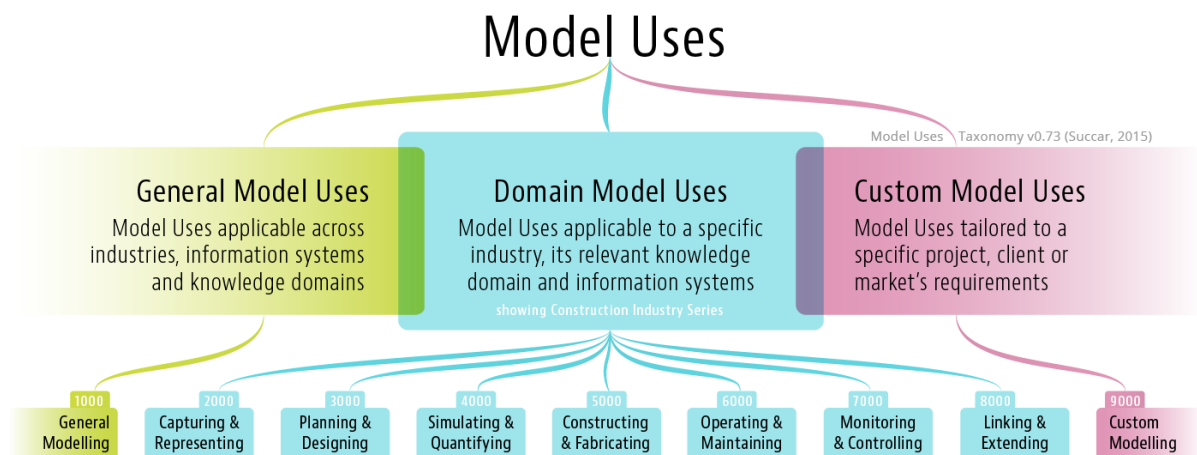 Model Uses
Model Uses Taxonomy v0.73 (Succar, 2015)
General Model Uses
Model Uses applicable across
industries, information systems
and knowledge domains
Domain Model Uses
Model Uses applicable to a specific
industry, its relevant knowledge
domain and information systems
showing Construction Industry Series
Custom Model Uses
Model Uses tailored to a
specific project, client or
market's requirements
1000
General
Modelling
2000
Capturing &
Representing
3000
Planning &
Designing
4000
Simulating &
Quantifying
5000
Constructing
& Fabricating
6000
Operating &
Maintaining
7000
Monitoring
& Controlling
8000
Linking &
Extending
9000
Custom
Modelling